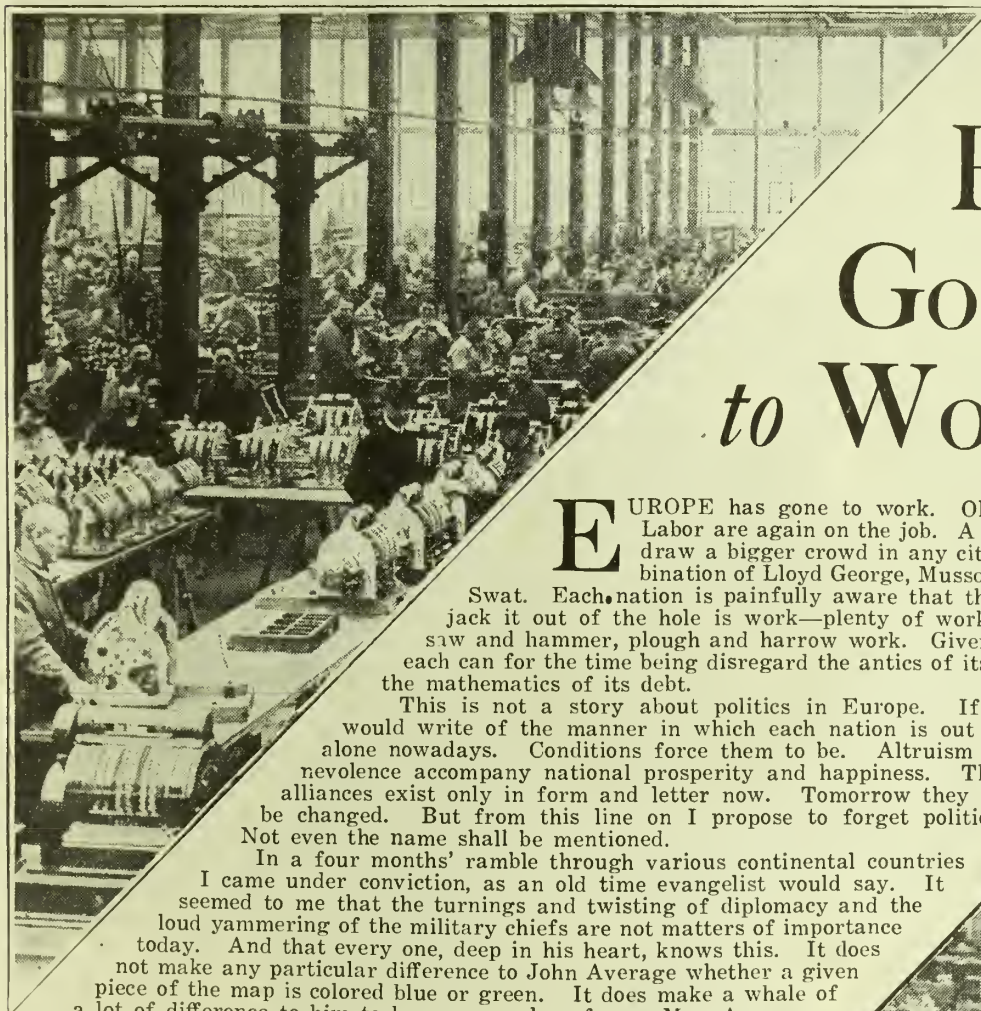 Go
to Wo
EUROPE has gone to work.
Labor are again on the job. A
draw a bigger crowd in any
bination of Lloyd George,
Swat. Each nation is painfully aware that
jack it out of the hole is work—plenty of work
saw and hammer, plough and harrow work.
each can for the time being disregard the antics of
the mathematics of its debt.
This is not a story about politics in Europe. If
would write of the manner in which each nation is out
alone nowadays. Conditions force them to be. Altruism
nevolence accompany national prosperity and happiness.
alliances exist only in form and letter now. Tomorrow they
be changed. But from this line on I propose to forget
Not even the name shall be mentioned.
In a four months' ramble through various continental countries
I came under conviction, as an old time evangelist would say. It
seemed to me that the turnings and twisting of diplomacy and the
loud yammering of the military chiefs are not matters of importance
today. And that every one, deep in his heart, knows this. It does
not make any particular difference to John Average whether a given
piece of the map is colored blue or green. It does make a whale of
a lot of difference to him